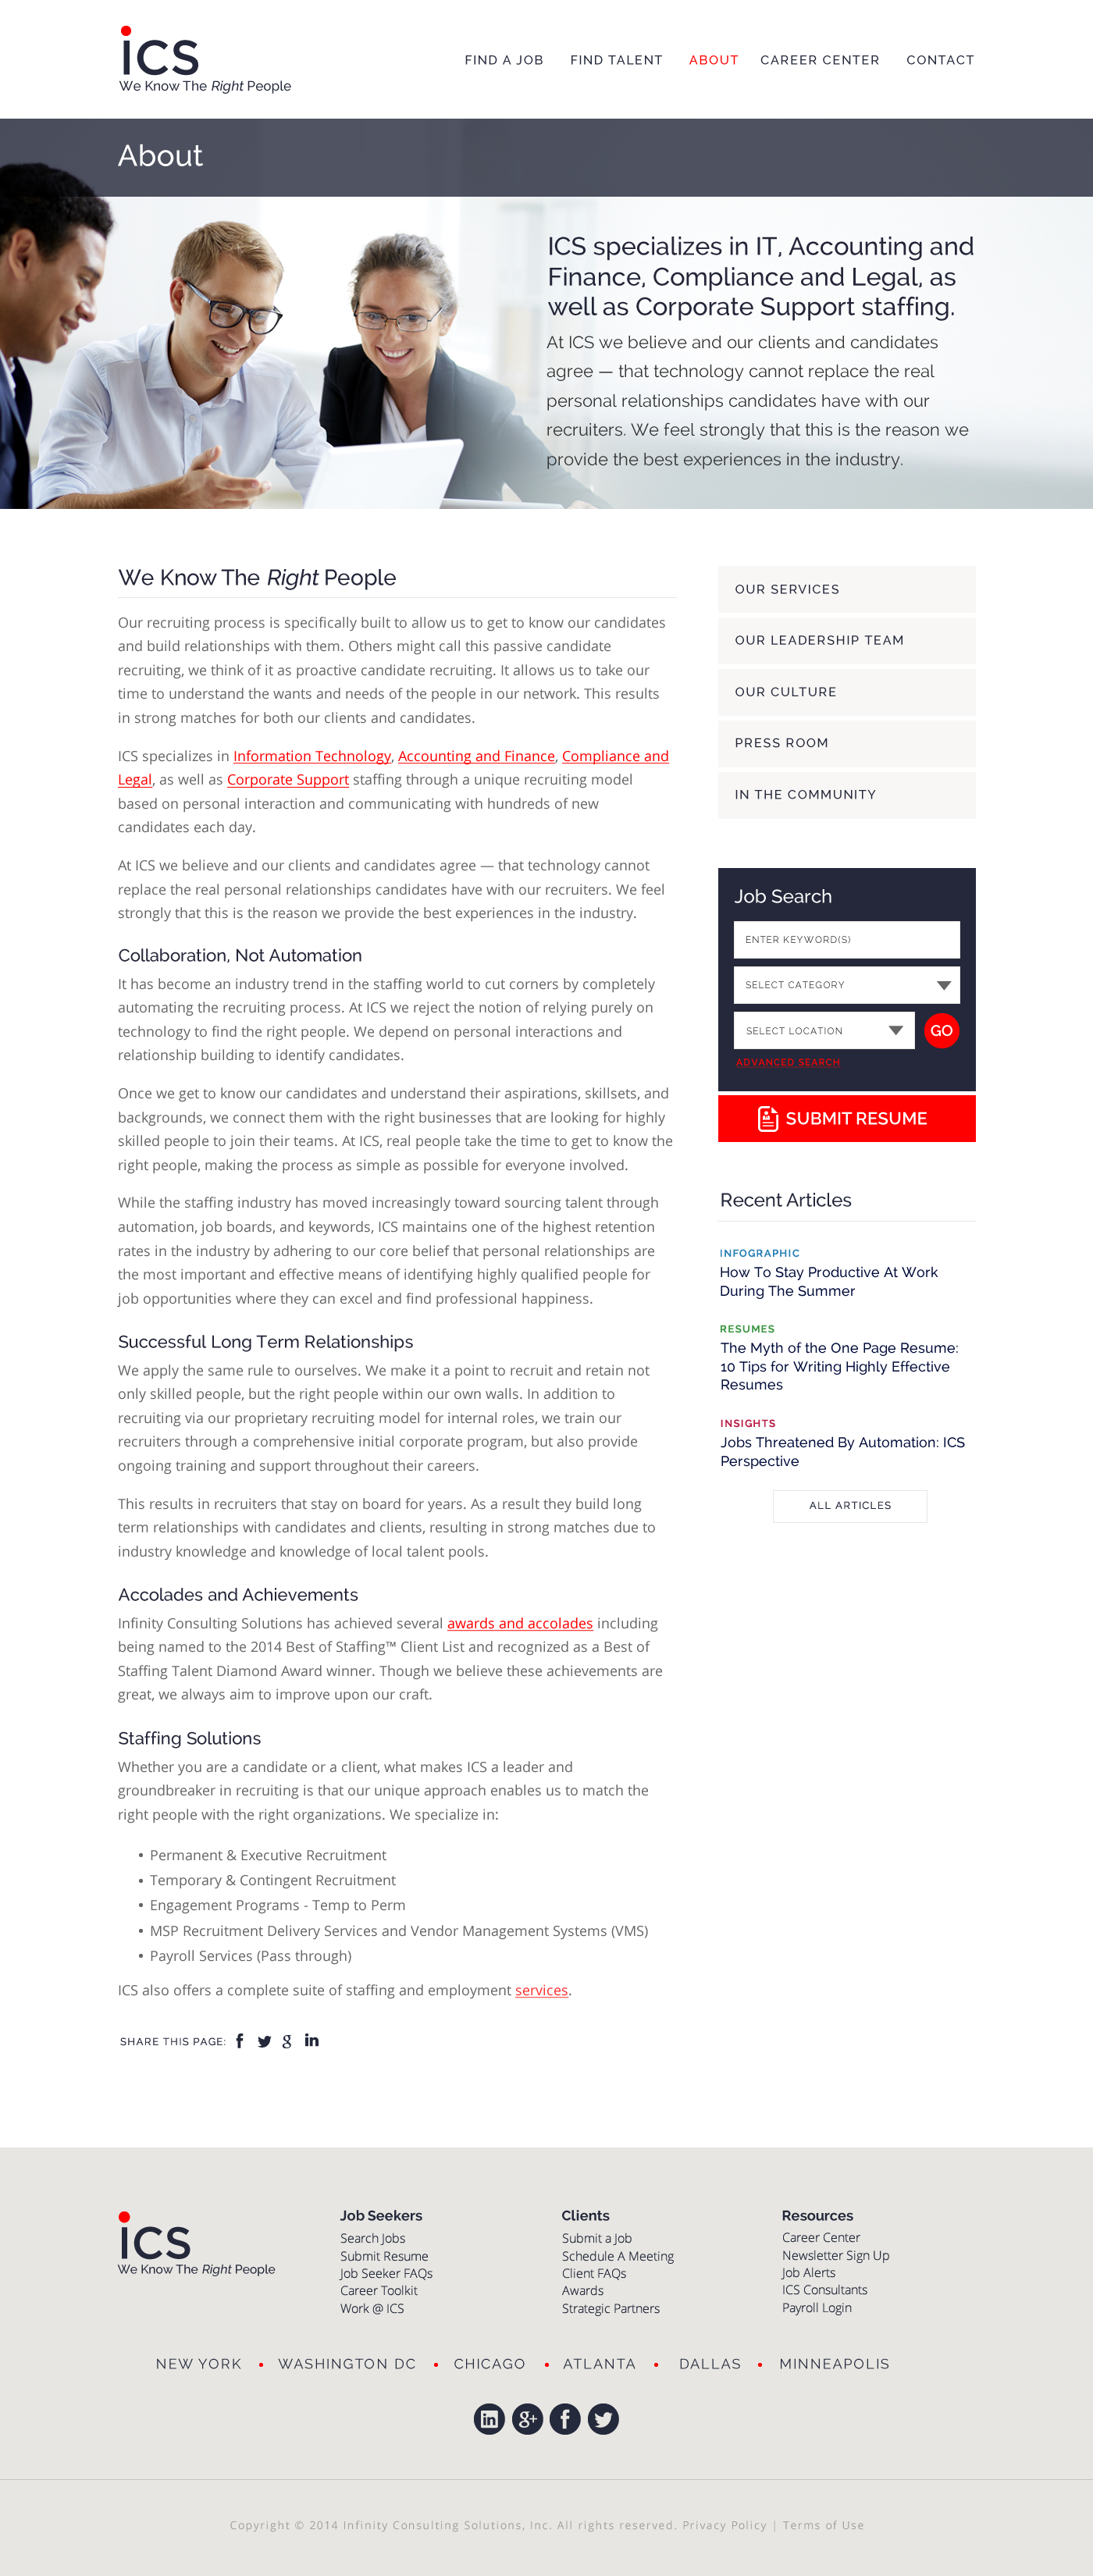 ics
We Know The Right People
FIND A JOB FIND TALENT ABOUT CAREER CENTER CONTACT
About
ICS specializes in IT, Accounting and
Finance, Compliance and Legal, as
well as Corporate Support staffing.
At ICS we believe and our clients and candidates
agree — that technology cannot replace the real
personal relationships candidates have with our
recruiters. We feel strongly that this is the reason we
provide the best experiences in the industry.
We Know The Right People
Our recruiting process is specifically built to allow us to get to know our candidates
and build relationships with them. Others might call this passive candidate
recruiting, we think of it as proactive candidate recruiting. It allows us to take our
time to understand the wants and needs of the people in our network. This results
in strong matches for both our clients and candidates.
ICS specializes in Information Technology, Accounting and Finance, Compliance and
Legal, as well as Corporate Support staffing through a unique recruiting model
based on personal interaction and communicating with hundreds of new
candidates each day.
At ICS we believe and our clients and candidates agree — that technology cannot
replace the real personal relationships candidates have with our recruiters. We feel
strongly that this is the reason we provide the best experiences in the industry.
Collaboration, Not Automation
It has become an industry trend in the staffing world to cut corners by completely
automating the recruiting process. At ICS we reject the notion of relying purely on
technology to find the right people. We depend on personal interactions and
relationship building to identify candidates.
Once we get to know our candidates and understand their aspirations, skillsets, and
backgrounds, we connect them with the right businesses that are looking for highly
skilled people to join their teams. At ICS, real people take the time to get to know the
right people, making the process as simple as possible for everyone involved.
While the staffing industry has moved increasingly toward sourcing talent through
automation, job boards, and keywords, ICS maintains one of the highest retention
rates in the industry by adhering to our core belief that personal relationships are
the most important and effective means of identifying highly qualified people for
job opportunities where they can excel and find professional happiness.
Successful Long Term Relationships
We apply the same rule to ourselves. We make it a point to recruit and retain not
only skilled people, but the right people within our own walls. In addition to
recruiting via our proprietary recruiting model for internal roles, we train our
recruiters through a comprehensive initial corporate program, but also provide
ongoing training and support throughout their careers.
This results in recruiters that stay on board for years. As a result they build long
term relationships with candidates and clients, resulting in strong matches due to
industry knowledge and knowledge of local talent pools.
Accolades and Achievements
Infinity Consulting Solutions has achieved several awards and accolades including
being named to the 2014 Best of Staffing™ Client List and recognized as a Best of
Staffing Talent Diamond Award winner. Though we believe these achievements are
great, we always aim to improve upon our craft.
Staffing Solutions
Whether you are a candidate or a client, what makes ICS a leader and
groundbreaker in recruiting is that our unique approach enables us to match the
right people with the right organizations. We specialize in:
• Permanent & Executive Recruitment
• Temporary & Contingent Recruitment
• Engagement Programs - Temp to Perm
• MSP Recruitment Delivery Services and Vendor Management Systems (VMS)
• Payroll Services (Pass through)
ICS also offers a complete suite of staffing and employment services.
SHARE THIS PAGE:
OUR SERVICES
OUR LEADERSHIP TEAM
OUR CULTURE
PRESS ROOM
IN THE COMMUNITY
Job Search
ENTER KEYWORD(S)
SELECT CATEGORY
SELECT LOCATION GO
ADVANCED SEARCH
SUBMIT RESUME
Recent Articles
INFOGRAPHIC
How To Stay Productive At Work
During The Summer
RESUMES
The Myth of the One Page Resume:
10 Tips for Writing Highly Effective
Resumes
INSIGHTS
Jobs Threatened By Automation: ICS
Perspective
ALL ARTICLES
ics
We Know The Right People
Job Seekers
Search Jobs
Submit Resume
Job Seeker FAQs
Career Toolkit
Work @ ICS
Clients
Submit a Job
Schedule A Meeting
Client FAQs
Awards
Strategic Partners
Resources
Career Center
Newsletter Sign Up
Job Alerts
ICS Consultants
Payroll Login
NEW YORK • WASHINGTON DC • CHICAGO • ATLANTA • DALLAS • MINNEAPOLIS
Copyright © 2014 Infinity Consulting Solutions, Inc. All rights reserved. Privacy Policy | Terms of Use